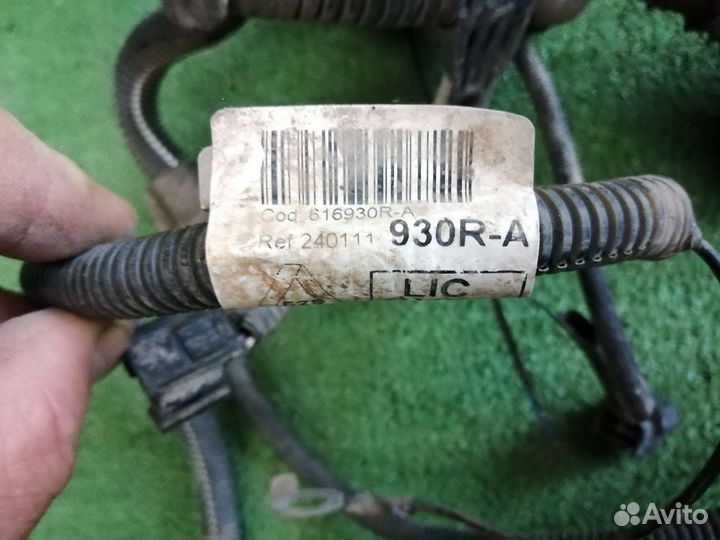 Cod 616930R-A
Ref 240111 930R-A
LIC
Avito